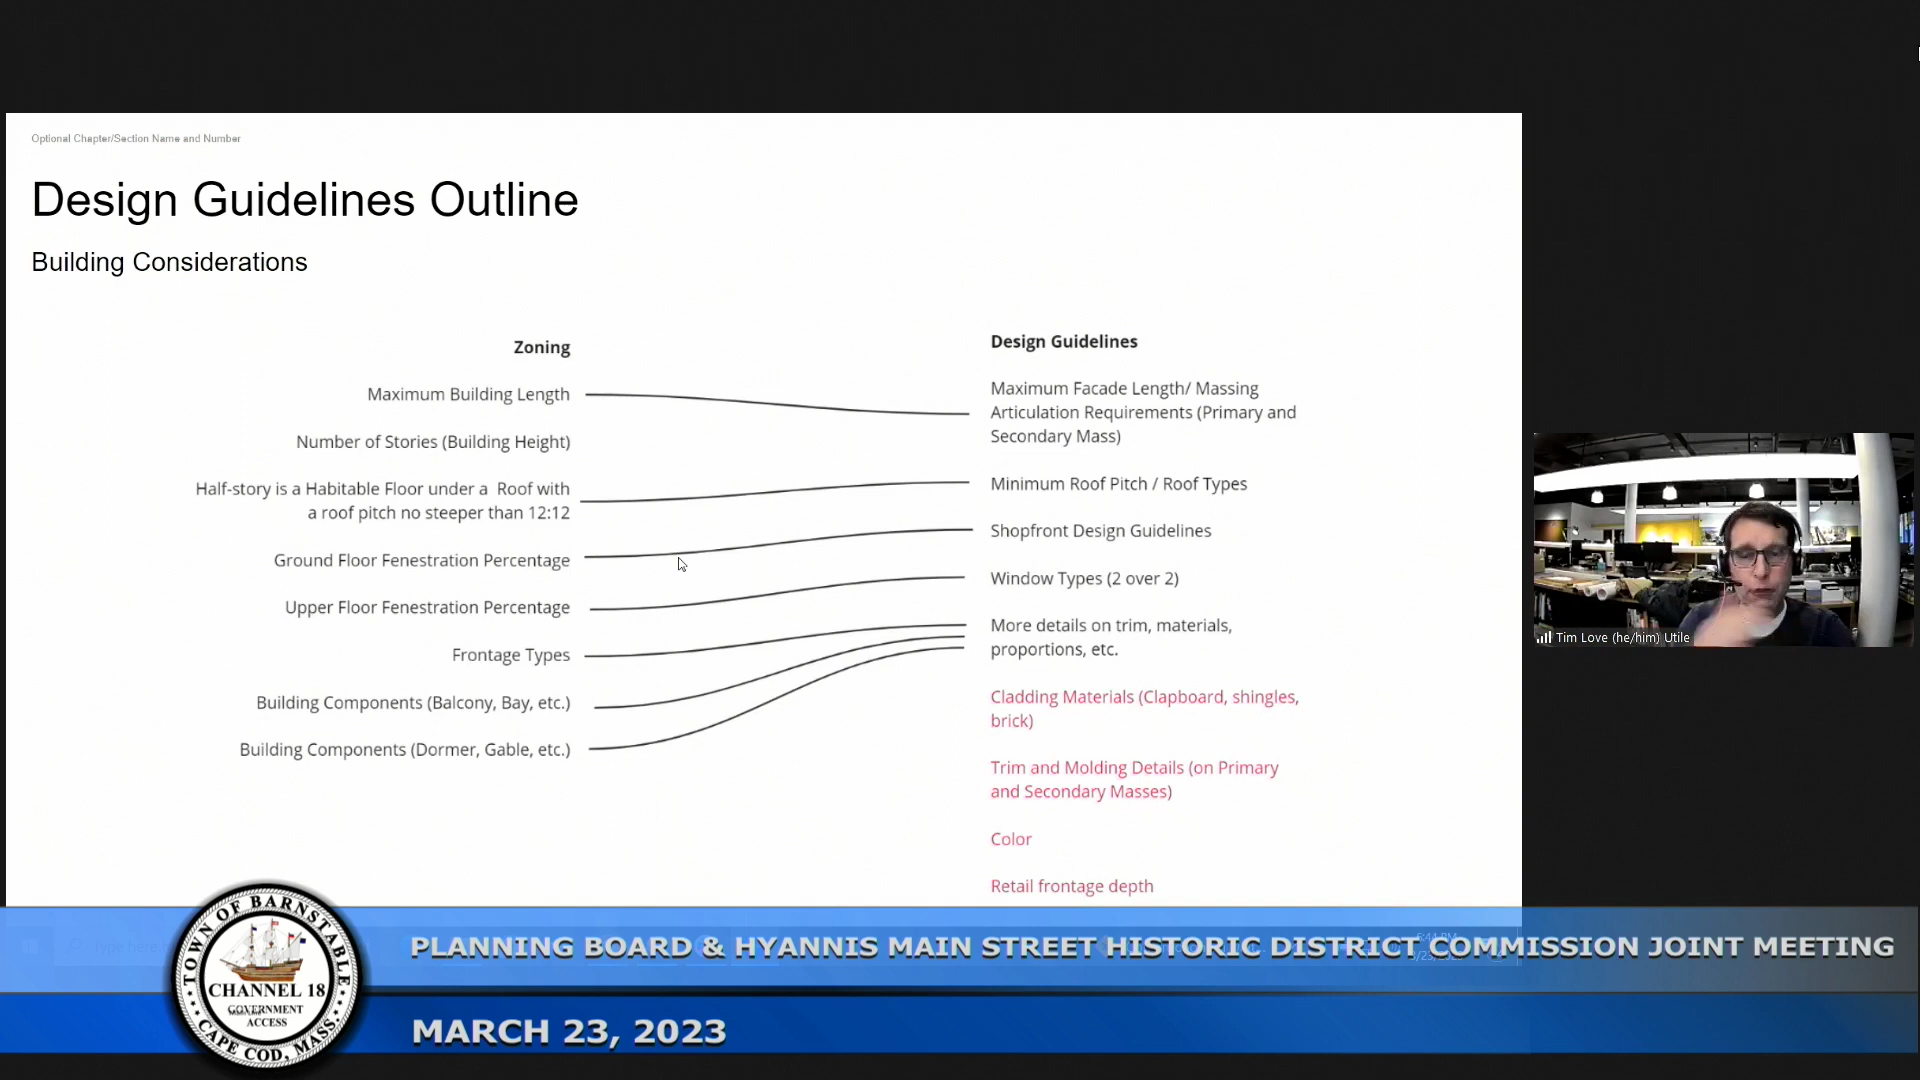 Optional Chapter/Section Name and Number
Design Guidelines Outline
Building Considerations
Zoning
Maximum Building Length
Number of Stories (Building Height)
Half-story is a Habitable Floor under a Roof with
a roof pitch no steeper than 12:12
Ground Floor Fenestration Percentage
Upper Floor Fenestration Percentage
Frontage Types
Building Components (Balcony, Bay, etc.)
Building Components (Dormer, Gable, etc.)
Design Guidelines
Maximum Facade Length/ Massing
Articulation Requirements (Primary and
Secondary Mass)
Minimum Roof Pitch / Roof Types
Shopfront Design Guidelines
Window Types (2 over 2)
More details on trim, materials,
proportions, etc.
Cladding Materials (Clapboard, shingles,
brick)
Trim and Molding Details (on Primary
and Secondary Masses)
Color
Retail frontage depth
Tim Love (he/him) Utile
TOWN OF BARNSTABLE
CHANNEL 18
GOVERNMENT
ACCESS
CAPE COD, MASS.
PLANNING BOARD & HYANNIS MAIN STREET HISTORIC DISTRICT COMMISSION JOINT MEETING
MARCH 23, 2023